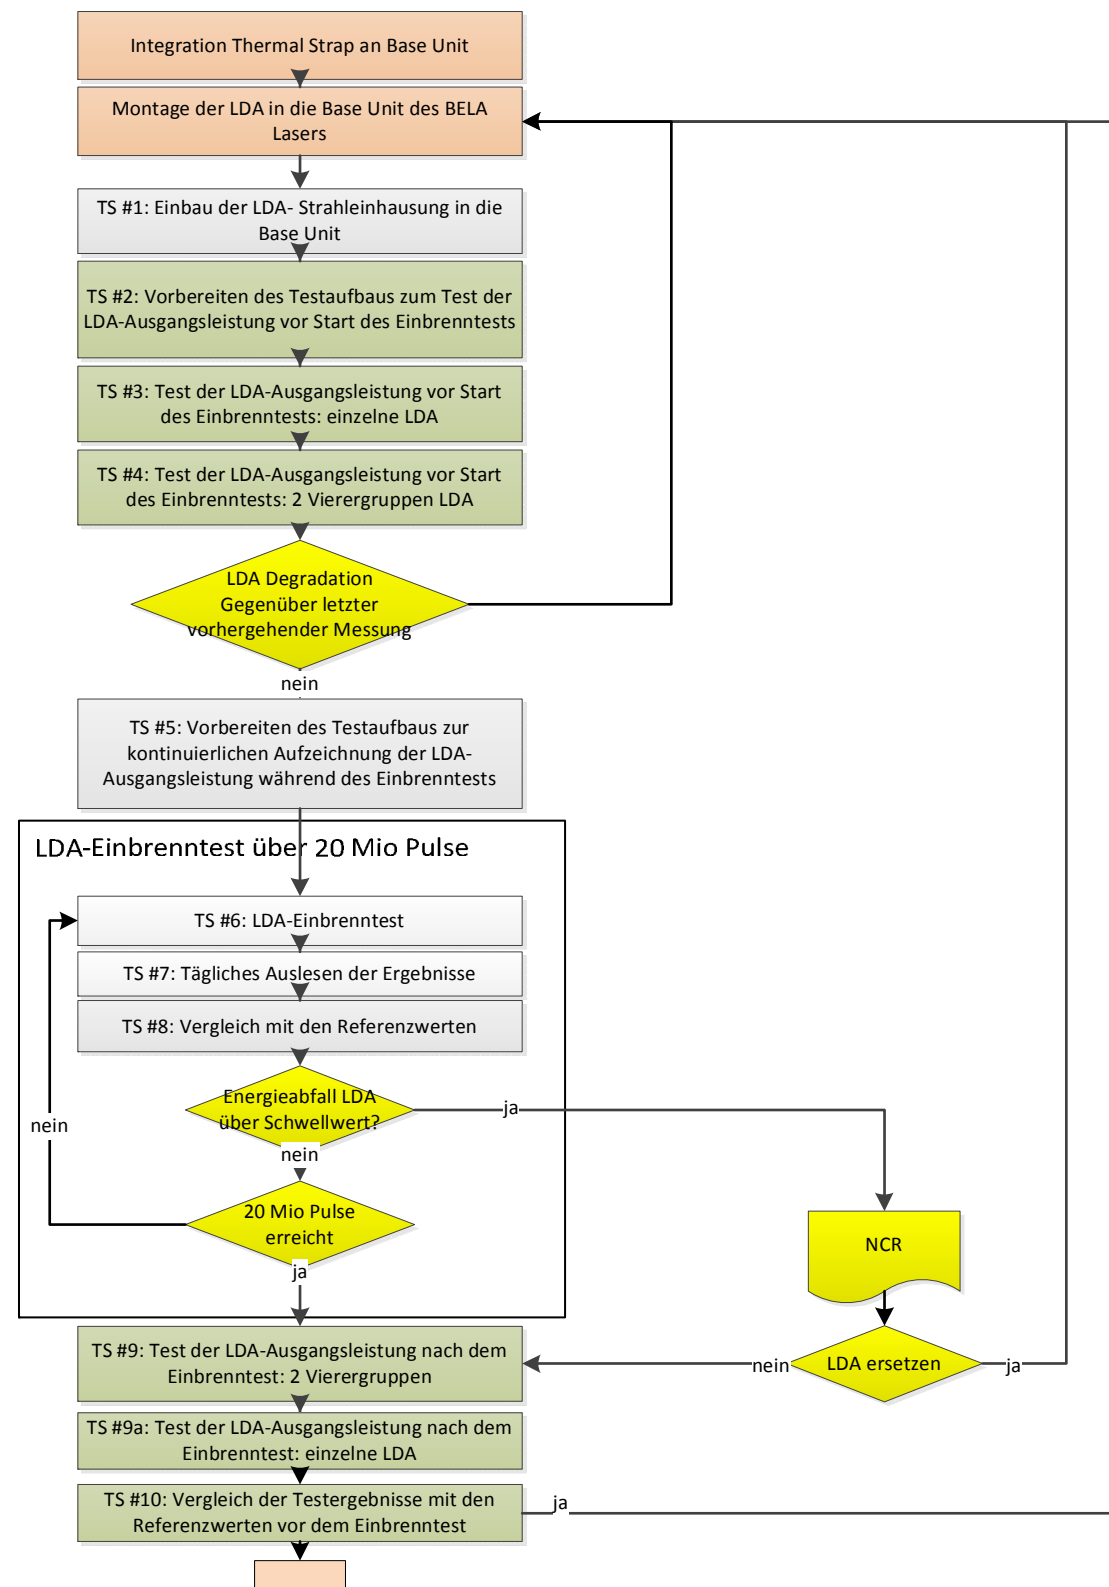 Integration Thermal Strap an Base Unit
Montage der LDA in die Base Unit des BELA
Lasers
TS #1: Einbau der LDA- Strahleinhausung in die
Base Unit
TS #2: Vorbereiten des Testaufbaus zum Test der
LDA-Ausgangsleistung vor Start des Einbrenntests
TS #3: Test der LDA-Ausgangsleistung vor Start
des Einbrenntests: einzelne LDA
TS #4: Test der LDA-Ausgangsleistung vor Start
des Einbrenntests: 2 Vierergruppen LDA
LDA Degradation
Gegenüber letzter
vorhergehender Messung
nein
TS #5: Vorbereiten des Testaufbaus zur
kontinuierlichen Aufzeichnung der LDA-
Ausgangsleistung während des Einbrenntests
LDA-Einbrenntest über 20 Mio Pulse
TS #6: LDA-Einbrenntest
TS #7: Tägliches Auslesen der Ergebnisse
TS #8: Vergleich mit den Referenzwerten
Energieabfall LDA
über Schwellwert?
ja
nein
nein
20 Mio Pulse
erreicht
ja
NCR
LDA ersetzen
nein
ja
TS #9: Test der LDA-Ausgangsleistung nach dem
Einbrenntest: 2 Vierergruppen
TS #9a: Test der LDA-Ausgangsleistung nach dem
Einbrenntest: einzelne LDA
TS #10: Vergleich der Testergebnisse mit den
Referenzwerten vor dem Einbrenntest
ja